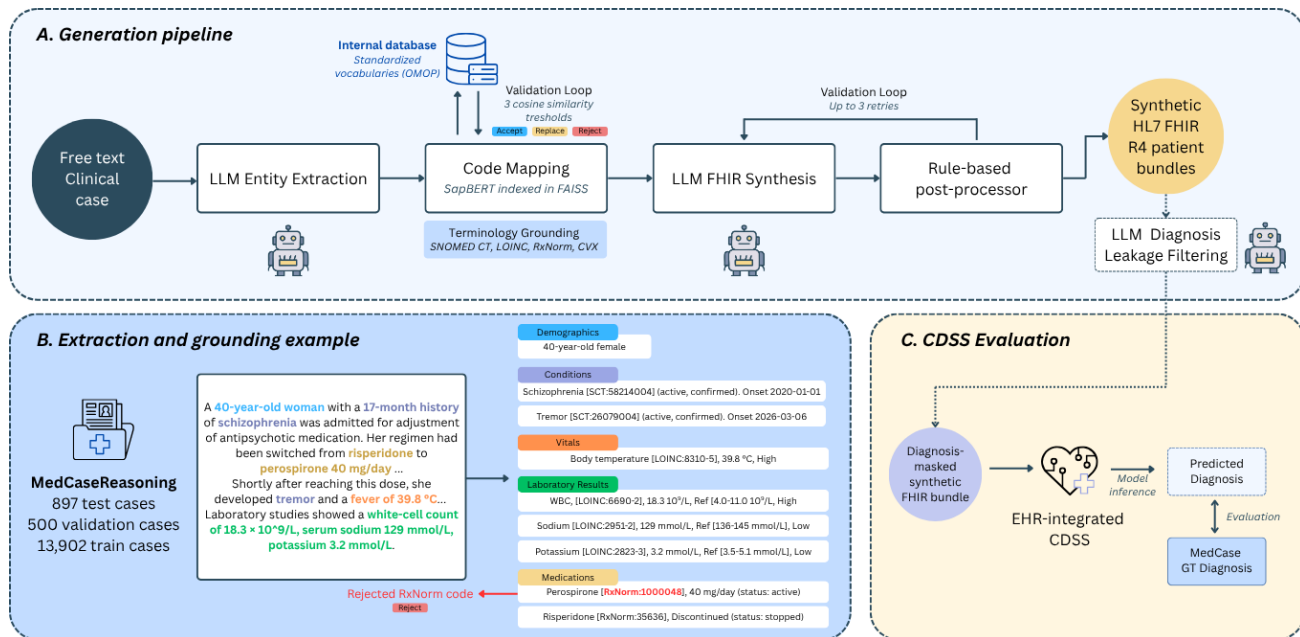 A. Generation pipeline
Internal database
Standardized
vocabularies (OMOP)
Validation Loop
3 cosine similarity
tresholds
Accept
Replace
Reject
Validation Loop
Up to 3 retries
Free text
Clinical
case
LLM Entity Extraction
Code Mapping
SapBERT indexed in FAISS
LLM FHIR Synthesis
Rule-based
post-processor
Synthetic
HL7 FHIR
R4 patient
bundles
Terminology Grounding
SNOMED CT, LOINC, RxNorm, CVX
LLM Diagnosis
Leakage Filtering
B. Extraction and grounding example
MedCaseReasoning
897 test cases
500 validation cases
13,902 train cases
A 40-year-old woman with a 17-month history
of schizophrenia was admitted for adjustment
of antipsychotic medication. Her regimen had
been switched from risperidone to
perospirone 40 mg/day ...
Shortly after reaching this dose, she
developed tremor and a fever of 39.8 °C...
Laboratory studies showed a white-cell count
of 18.3 × 10^9/L, serum sodium 129 mmol/L,
potassium 3.2 mmol/L.
Demographics
40-year-old female
Conditions
Schizophrenia [SCT:58214004] (active, confirmed). Onset 2020-01-01
Tremor [SCT:26079004] (active, confirmed). Onset 2026-03-06
Vitals
Body temperature [LOINC:8310-5], 39.8 °C, High
Laboratory Results
WBC, [LOINC:6690-2], 18.3 10⁹/L, Ref [4.0-11.0 10⁹/L], High
Sodium [LOINC:2951-2], 129 mmol/L, Ref [136-145 mmol/L], Low
Potassium [LOINC:2823-3], 3.2 mmol/L, Ref [3.5-5.1 mmol/L], Low
Medications
Perospirone [RxNorm:1000048], 40 mg/day (status: active)
Risperidone [RxNorm:35636], Discontinued (status: stopped)
Rejected RxNorm code
Reject
C. CDSS Evaluation
Diagnosis-
masked
synthetic
FHIR bundle
EHR-integrated
CDSS
Model
inference
Predicted
Diagnosis
Evaluation
MedCase
GT Diagnosis